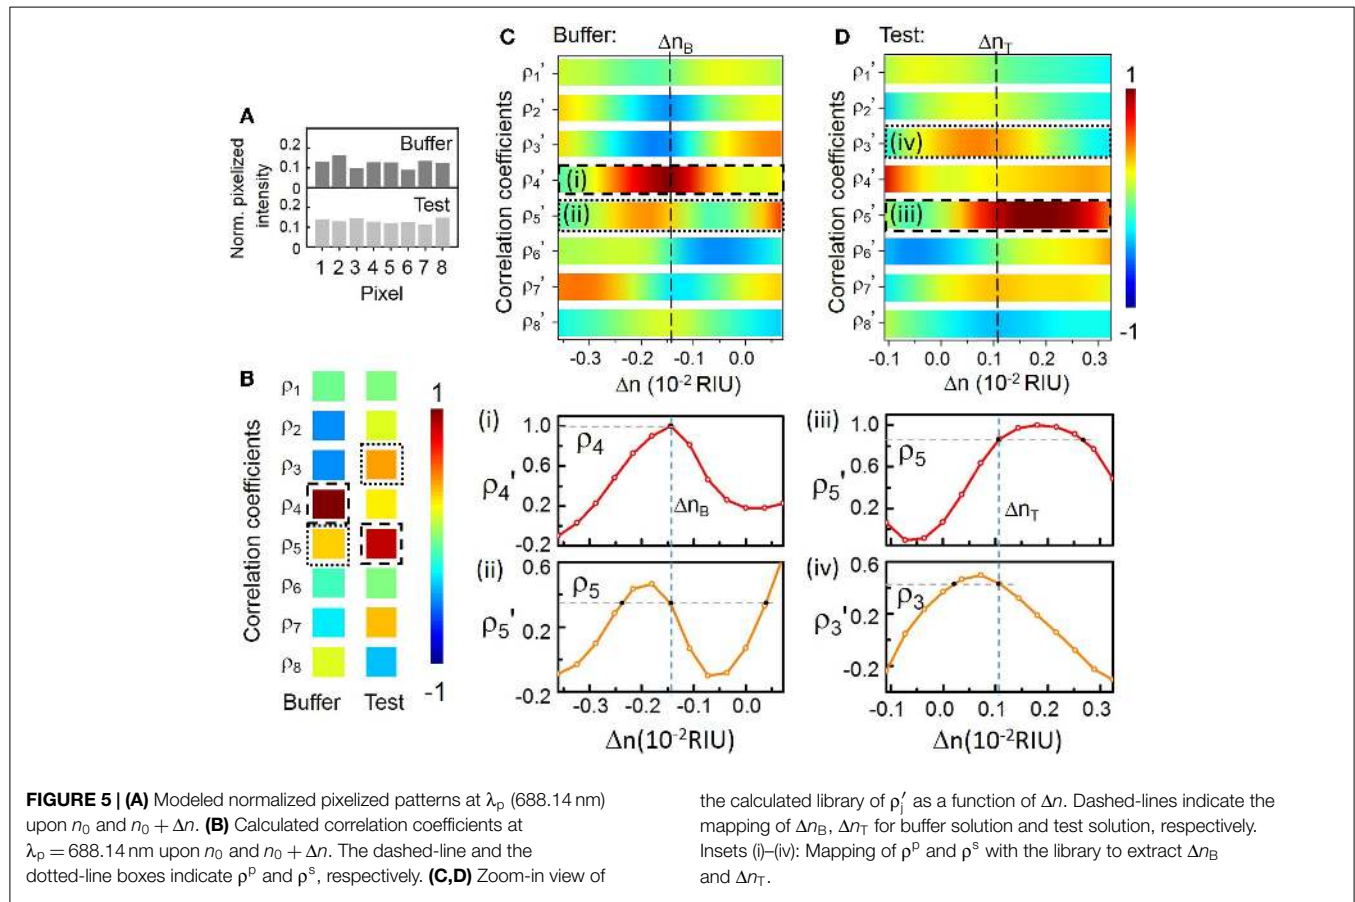 A
Norm. pixelized
intensity
0.2
0.1
0
Buffer
0.2
0.1
0
Test
1 2 3 4 5 6 7 8
Pixel
B
Correlation coefficients
ρ1
ρ2
ρ3
ρ4
ρ5
ρ6
ρ7
ρ8
Buffer Test
1
-1
C Buffer:
ΔnB
Correlation coefficients
ρ1'
ρ2'
ρ3'
ρ4'
(i)
ρ5'
(ii)
ρ6'
ρ7'
ρ8'
-0.3 -0.2 -0.1 0.0
Δn (10-2 RIU)
D Test:
ΔnT
Correlation coefficients
ρ1'
ρ2'
ρ3'
(iv)
ρ4'
ρ5'
(iii)
ρ6'
ρ7'
ρ8'
-0.1 0.0 0.1 0.2 0.3
Δn (10-2 RIU)
1
-1
(i)
ρ4'
1.0
0.6
0.2
-0.2
ρ4
ΔnB
(ii)
ρ5'
0.6
0.2
-0.2
ρ5
-0.3 -0.2 -0.1 0.0
Δn(10-2RIU)
(iii)
ρ5'
1.0
0.6
0.2
-0.2
ρ5
ΔnT
(iv)
ρ3'
0.6
0.2
-0.2
ρ3
-0.1 0.0 0.1 0.2 0.3
Δn(10-2RIU)
FIGURE 5 | (A) Modeled normalized pixelized patterns at λp (688.14 nm)
upon n0 and n0 + Δn. (B) Calculated correlation coefficients at
λp = 688.14 nm upon n0 and n0 + Δn. The dashed-line and the
dotted-line boxes indicate ρp and ρs, respectively. (C,D) Zoom-in view of
the calculated library of ρ′j as a function of Δn. Dashed-lines indicate the
mapping of ΔnB, ΔnT for buffer solution and test solution, respectively.
Insets (i)–(iv): Mapping of ρp and ρs with the library to extract ΔnB
and ΔnT.